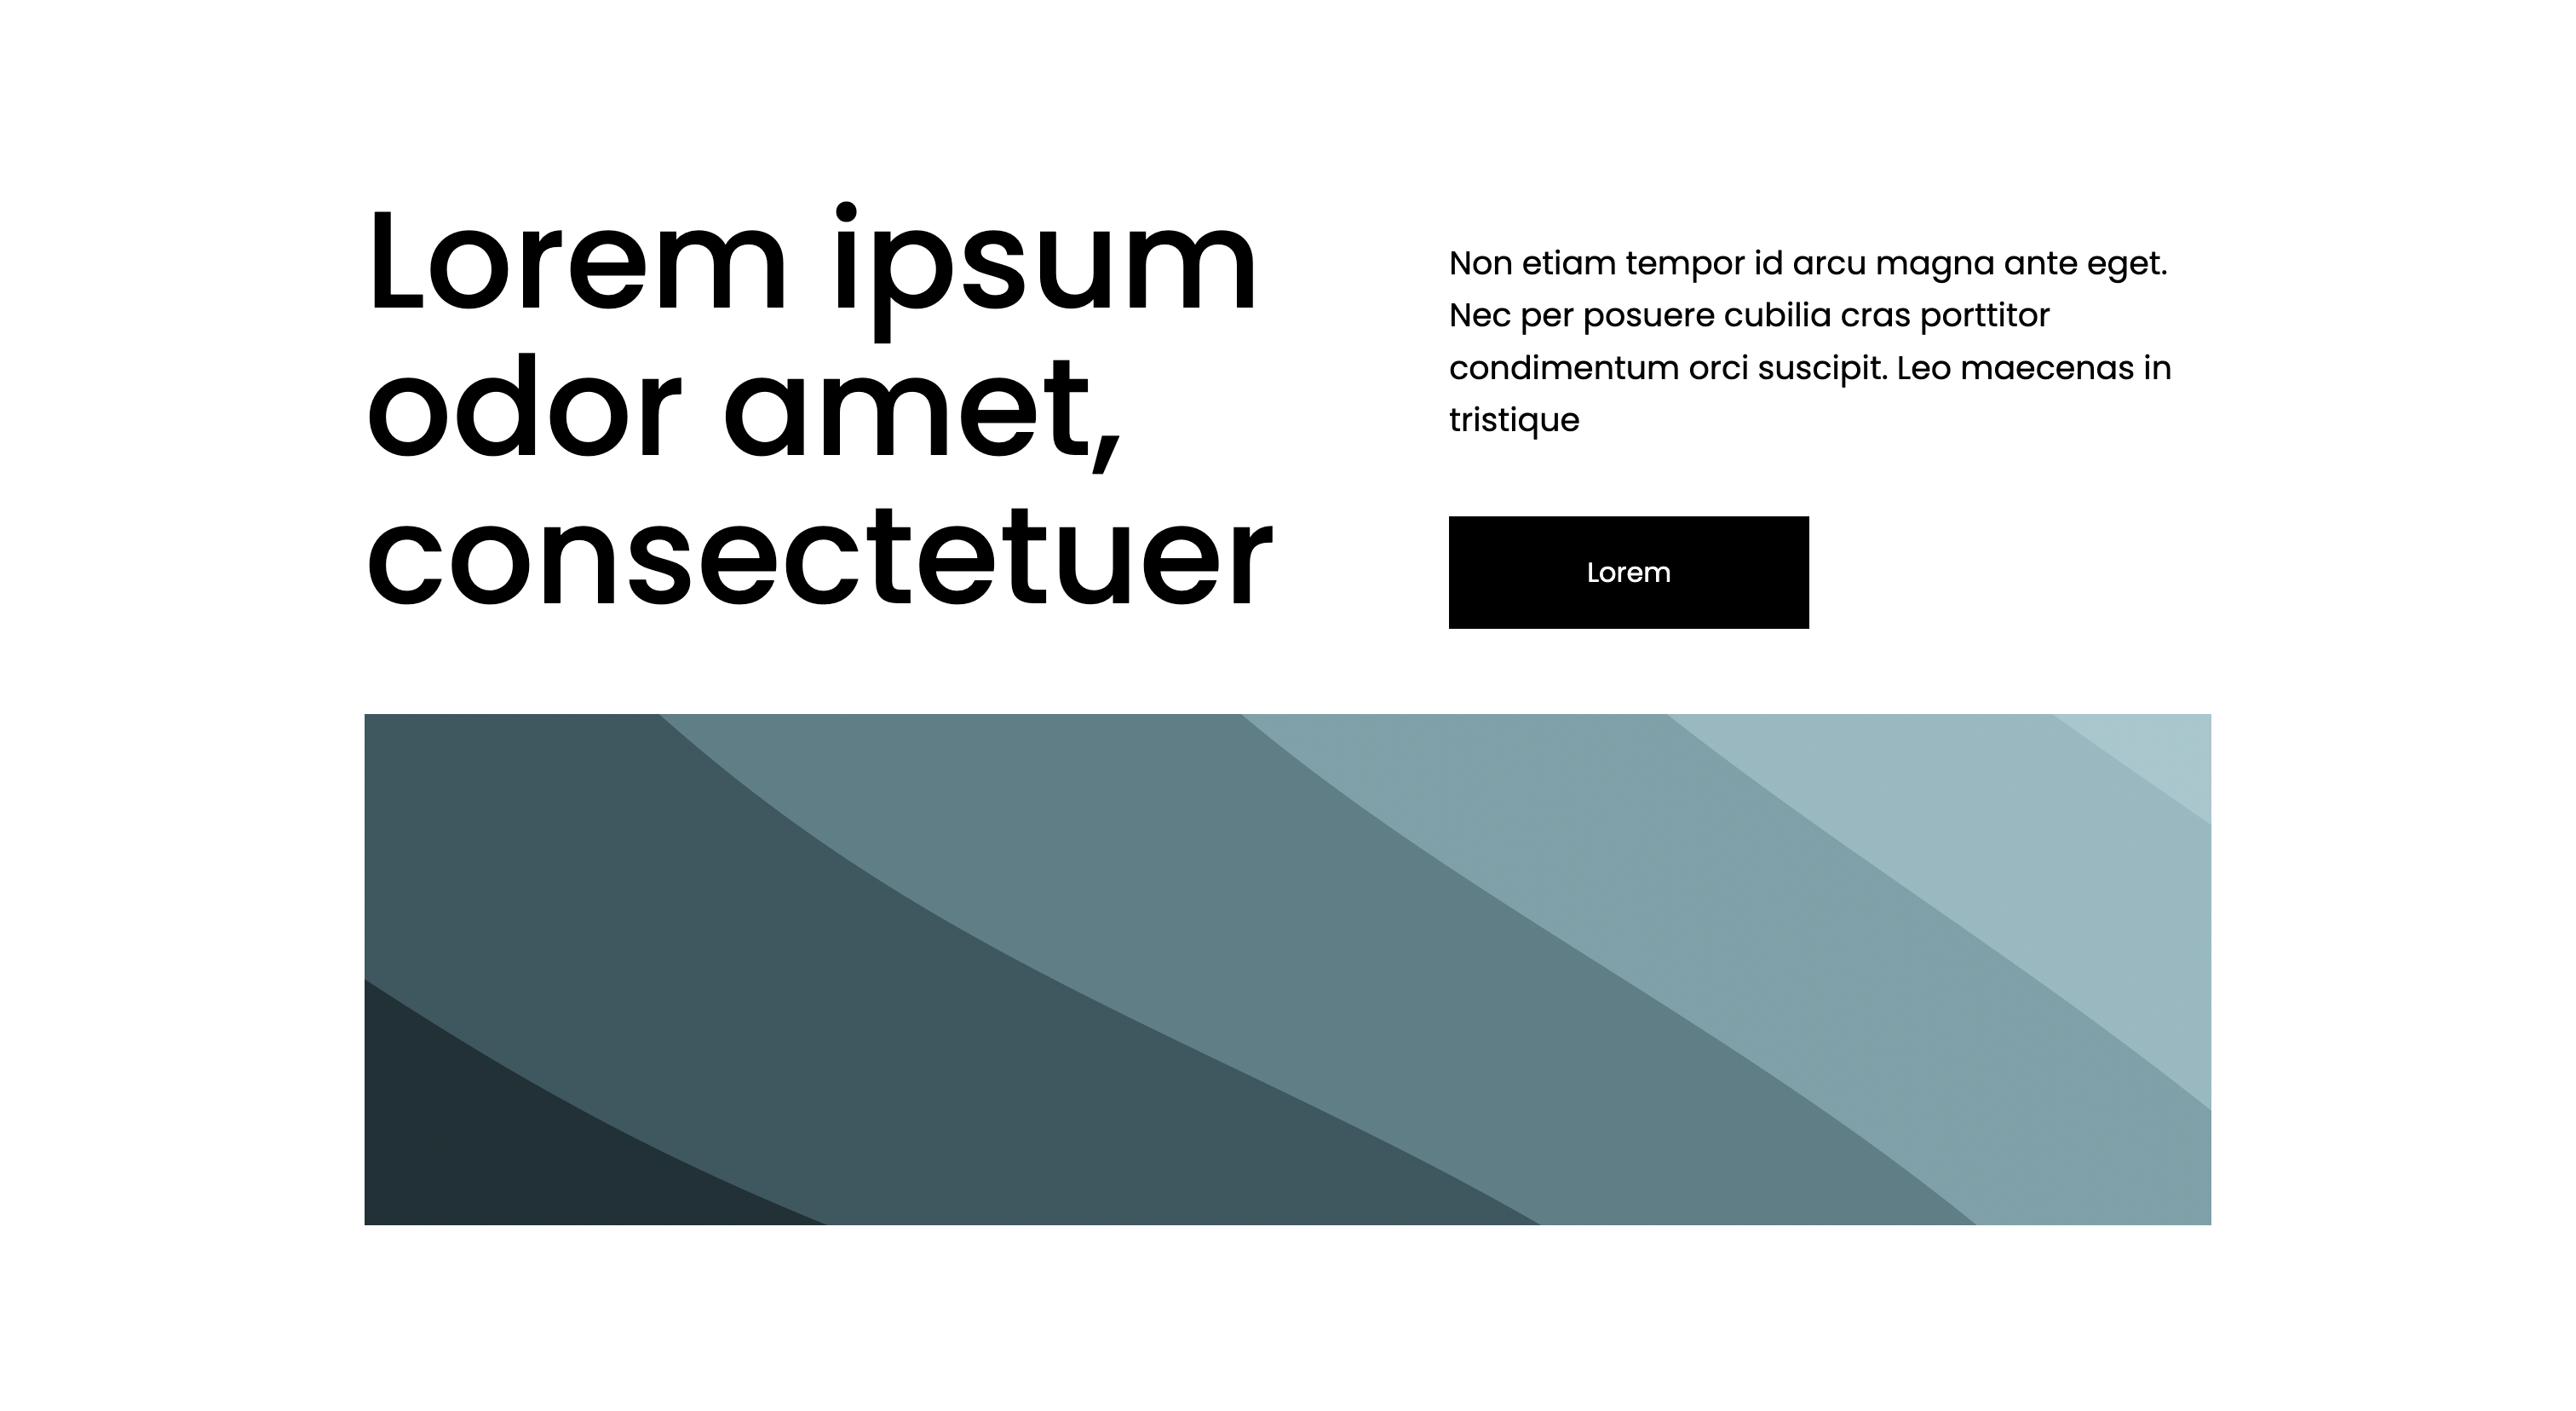 Lorem ipsum
odor amet,
consectetuer
Non etiam tempor id arcu magna ante eget.
Nec per posuere cubilia cras porttitor
condimentum orci suscipit. Leo maecenas in
tristique
Lorem